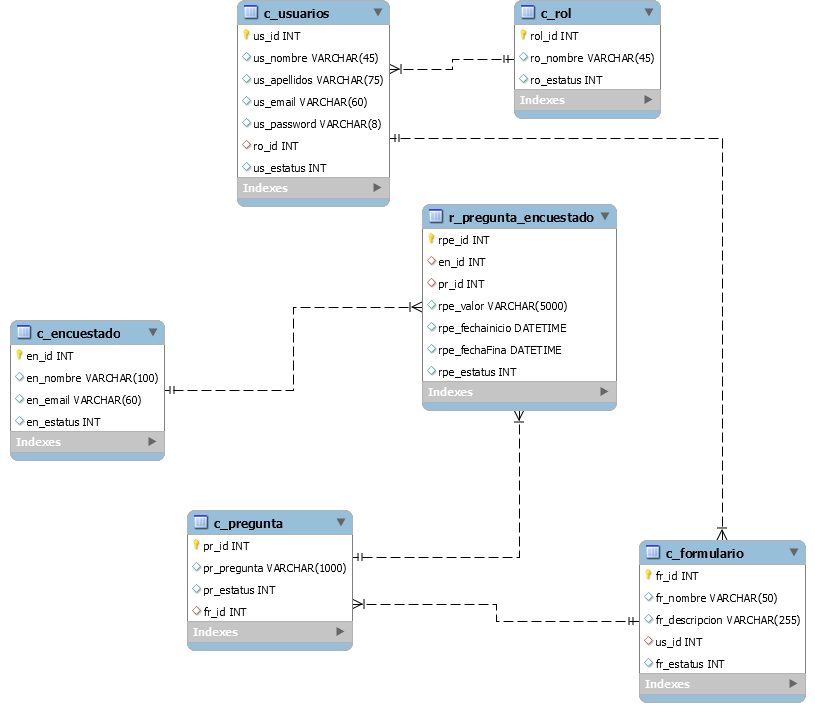 c_usuarios
us_id INT
us_nombre VARCHAR(45)
us_apellidos VARCHAR(75)
us_email VARCHAR(60)
us_password VARCHAR(8)
ro_id INT
us_estatus INT
Indexes
c_rol
rol_id INT
ro_nombre VARCHAR(45)
ro_estatus INT
Indexes
r_pregunta_encuestado
rpe_id INT
en_id INT
pr_id INT
rpe_valor VARCHAR(5000)
rpe_fechainicio DATETIME
rpe_fechaFina DATETIME
rpe_estatus INT
Indexes
c_encuestado
en_id INT
en_nombre VARCHAR(100)
en_email VARCHAR(60)
en_estatus INT
Indexes
c_pregunta
pr_id INT
pr_pregunta VARCHAR(1000)
pr_estatus INT
fr_id INT
Indexes
c_formulario
fr_id INT
fr_nombre VARCHAR(50)
fr_descripcion VARCHAR(255)
us_id INT
fr_estatus INT
Indexes